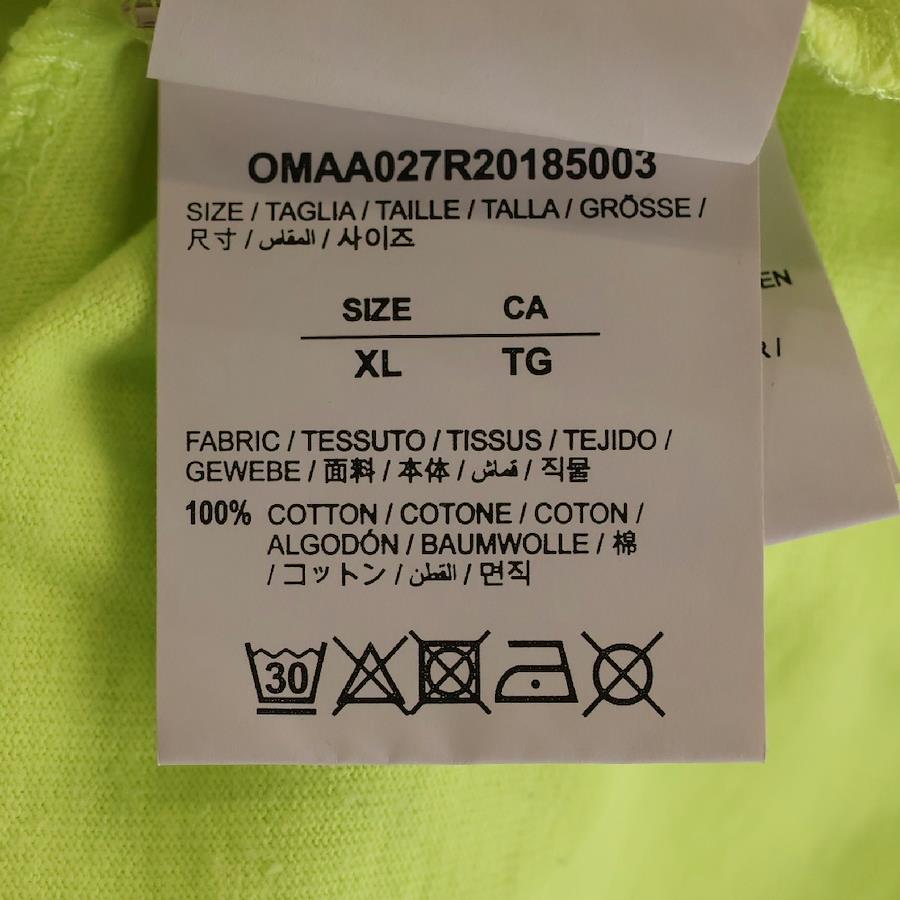 OMAA027R20185003
SIZE / TAGLIA / TAILLE / TALLA / GRÖSSE /
尺寸 / المقاس / 사이즈
SIZE CA
XL TG
FABRIC / TESSUTO / TISSUS / TEJIDO /
GEWEBE / 面料 / 本体 / قماش / 직물
100% COTTON / COTONE / COTON /
ALGODÓN / BAUMWOLLE / 棉
/ コットン / القطن / 면직
30